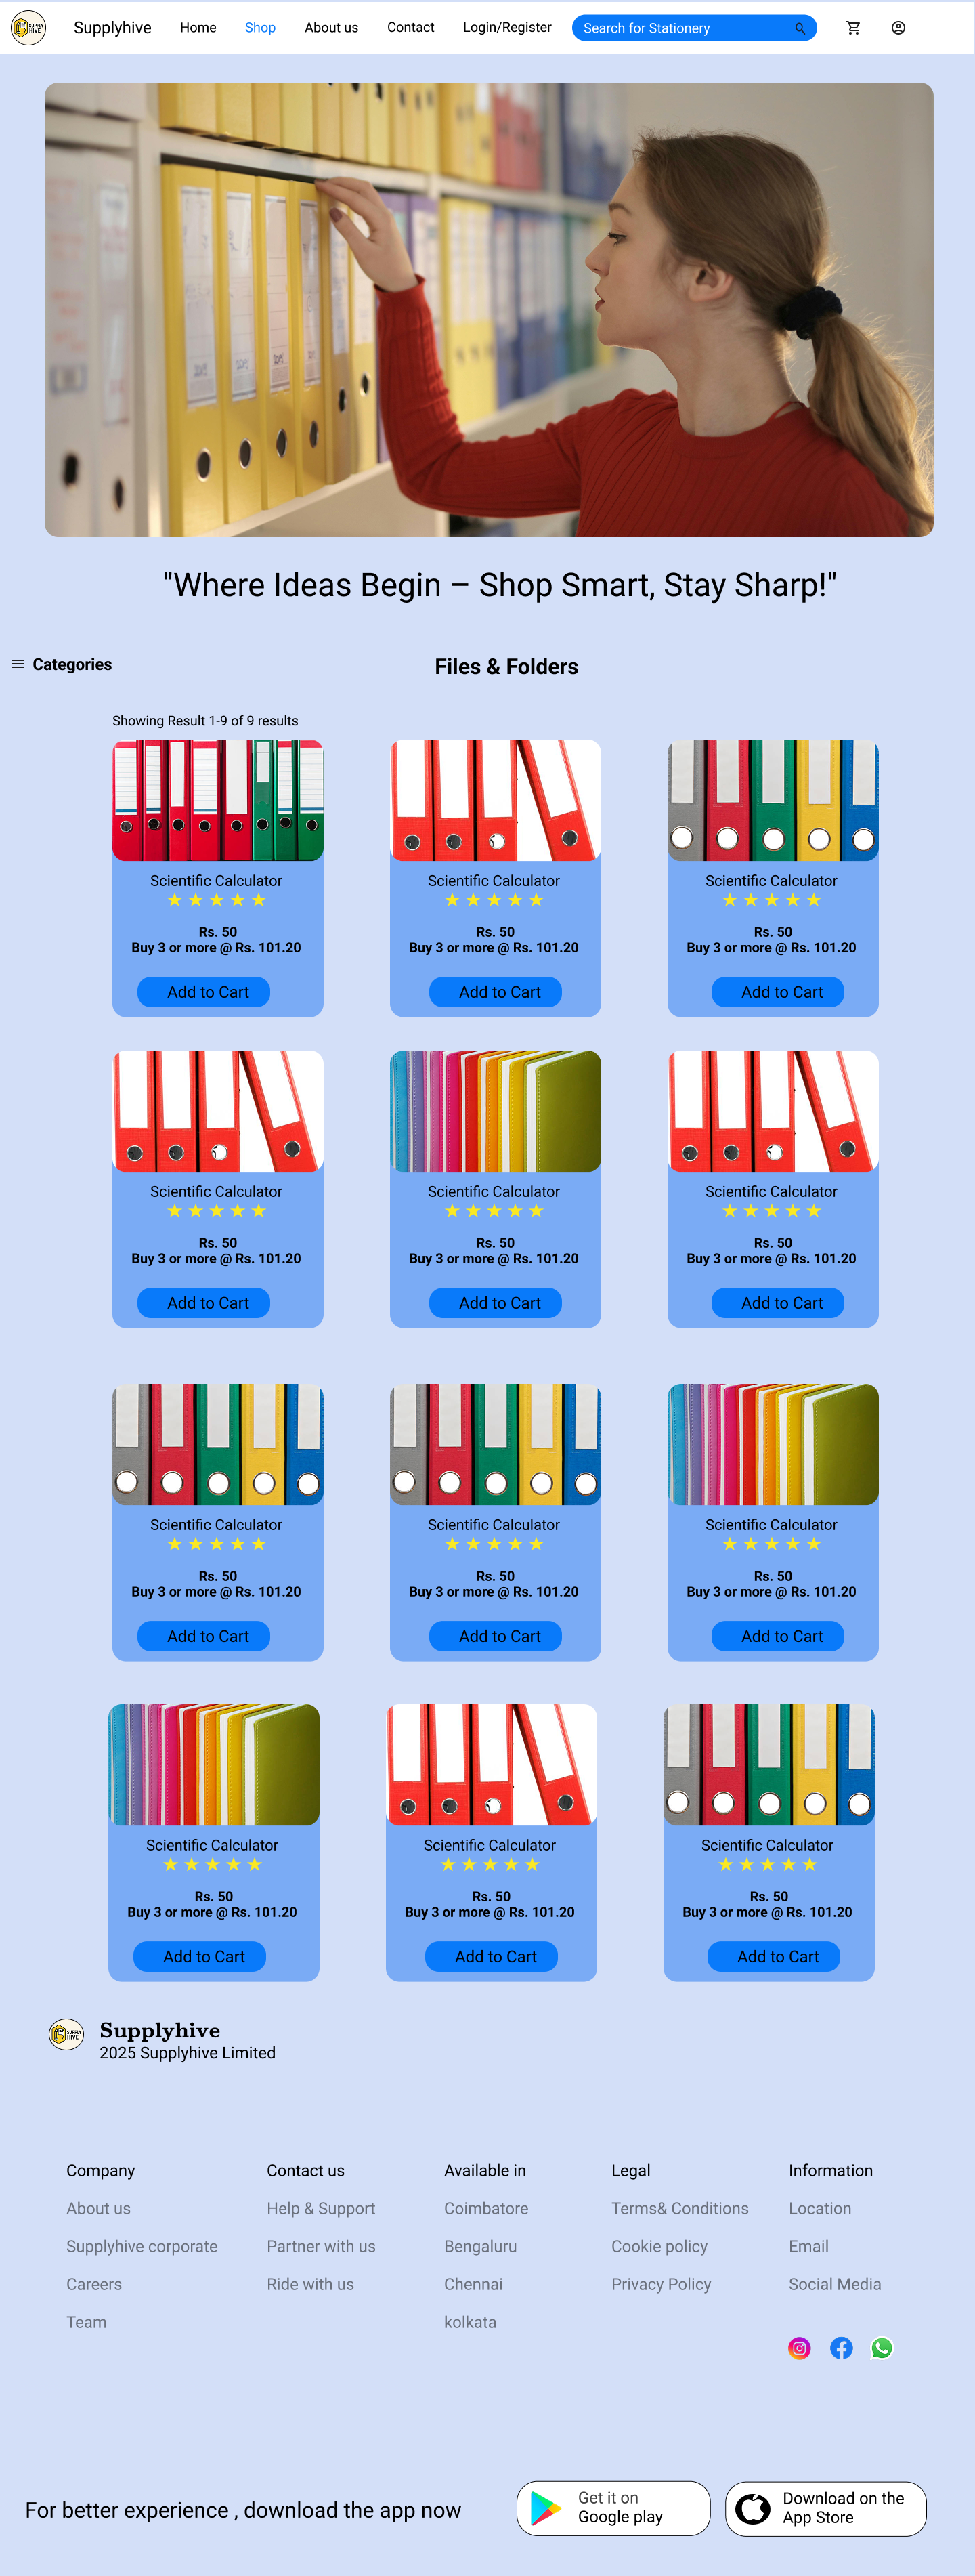 SUPPLY
HIVE
Supplyhive
Home
Shop
About us
Contact
Login/Register
Search for Stationery
"Where Ideas Begin – Shop Smart, Stay Sharp!"
Categories
Files & Folders
Showing Result 1-9 of 9 results
Scientific Calculator
Rs. 50
Buy 3 or more @ Rs. 101.20
Add to Cart
Scientific Calculator
Rs. 50
Buy 3 or more @ Rs. 101.20
Add to Cart
Scientific Calculator
Rs. 50
Buy 3 or more @ Rs. 101.20
Add to Cart
Scientific Calculator
Rs. 50
Buy 3 or more @ Rs. 101.20
Add to Cart
Scientific Calculator
Rs. 50
Buy 3 or more @ Rs. 101.20
Add to Cart
Scientific Calculator
Rs. 50
Buy 3 or more @ Rs. 101.20
Add to Cart
Scientific Calculator
Rs. 50
Buy 3 or more @ Rs. 101.20
Add to Cart
Scientific Calculator
Rs. 50
Buy 3 or more @ Rs. 101.20
Add to Cart
Scientific Calculator
Rs. 50
Buy 3 or more @ Rs. 101.20
Add to Cart
Scientific Calculator
Rs. 50
Buy 3 or more @ Rs. 101.20
Add to Cart
Scientific Calculator
Rs. 50
Buy 3 or more @ Rs. 101.20
Add to Cart
Scientific Calculator
Rs. 50
Buy 3 or more @ Rs. 101.20
Add to Cart
SUPPLY
HIVE
Supplyhive
2025 Supplyhive Limited
Company
About us
Supplyhive corporate
Careers
Team
Contact us
Help & Support
Partner with us
Ride with us
Available in
Coimbatore
Bengaluru
Chennai
kolkata
Legal
Terms& Conditions
Cookie policy
Privacy Policy
Information
Location
Email
Social Media
For better experience , download the app now
Get it on
Google play
Download on the
App Store